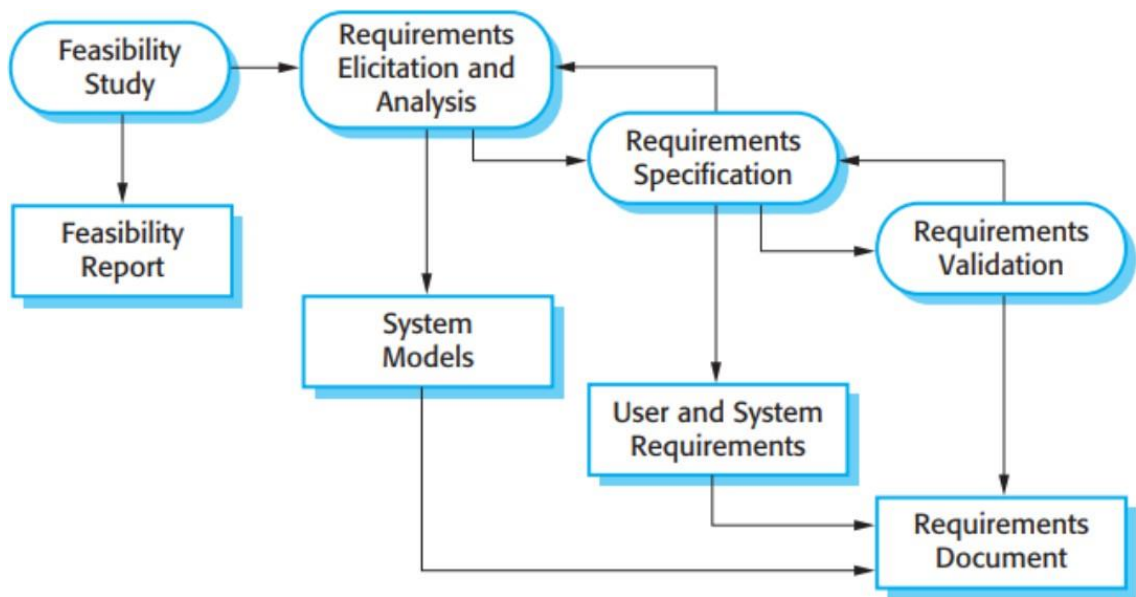 Feasibility
Study
Requirements
Elicitation and
Analysis
Requirements
Specification
Requirements
Validation
Feasibility
Report
System
Models
User and System
Requirements
Requirements
Document